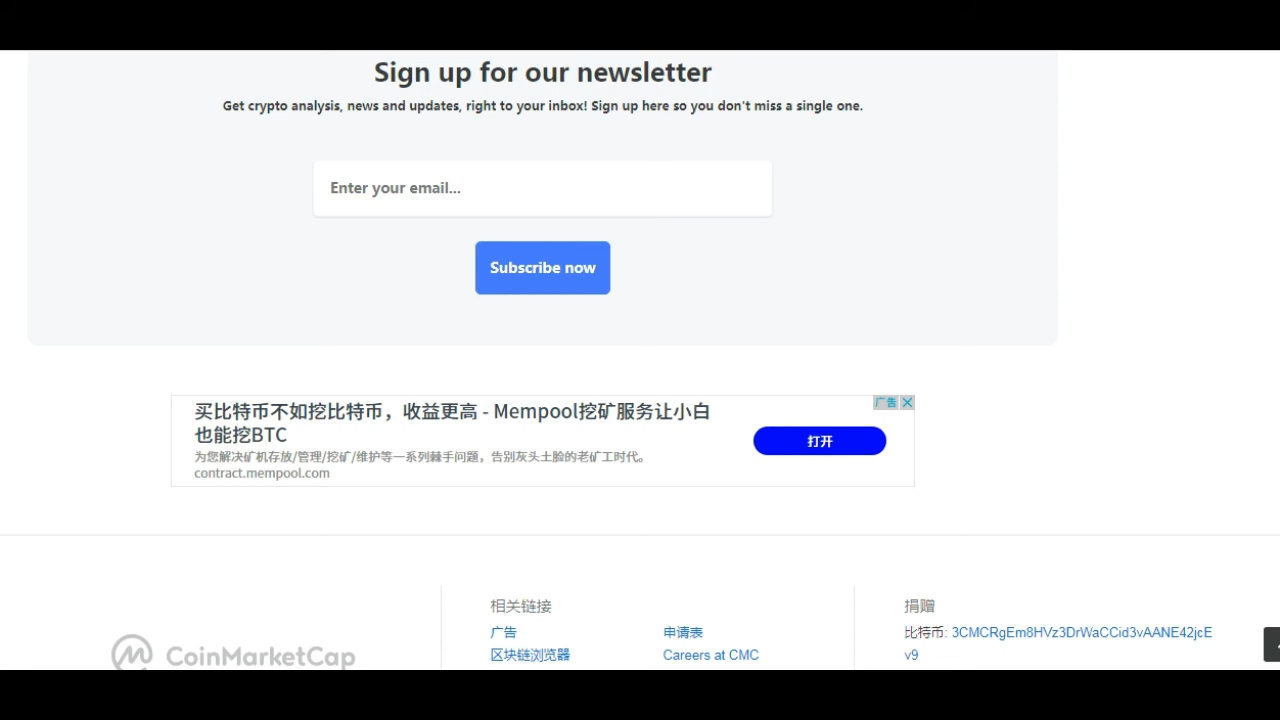 Sign up for our newsletter
Get crypto analysis, news and updates, right to your inbox! Sign up here so you don't miss a single one.
Enter your email...
Subscribe now
广告
买比特币不如挖比特币，收益更高 - Mempool挖矿服务让小白
也能挖BTC
打开
为您解决矿机存放/管理/挖矿/维护等一系列棘手问题，告别灰头土脸的老矿工时代。
contract.mempool.com
CoinMarketCap
相关链接
广告
申请表
区块链浏览器
Careers at CMC
捐赠
比特币: 3CMCRgEm8HVz3DrWaCCid3vAANE42jcE
v9